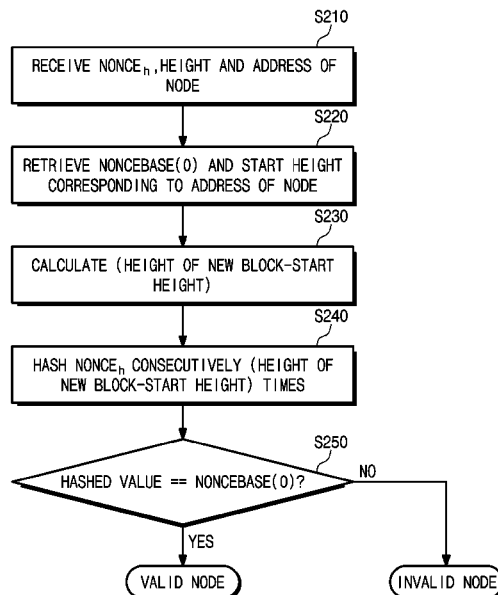 S210
RECEIVE NONCEh,HEIGHT AND ADDRESS OF
NODE
S220
RETRIEVE NONCEBASE(0) AND START HEIGHT
CORRESPONDING TO ADDRESS OF NODE
S230
CALCULATE (HEIGHT OF NEW BLOCK-START
HEIGHT)
S240
HASH NONCEh CONSECUTIVELY (HEIGHT OF
NEW BLOCK-START HEIGHT) TIMES
S250
HASHED VALUE == NONCEBASE(0)?
NO
YES
VALID NODE
INVALID NODE